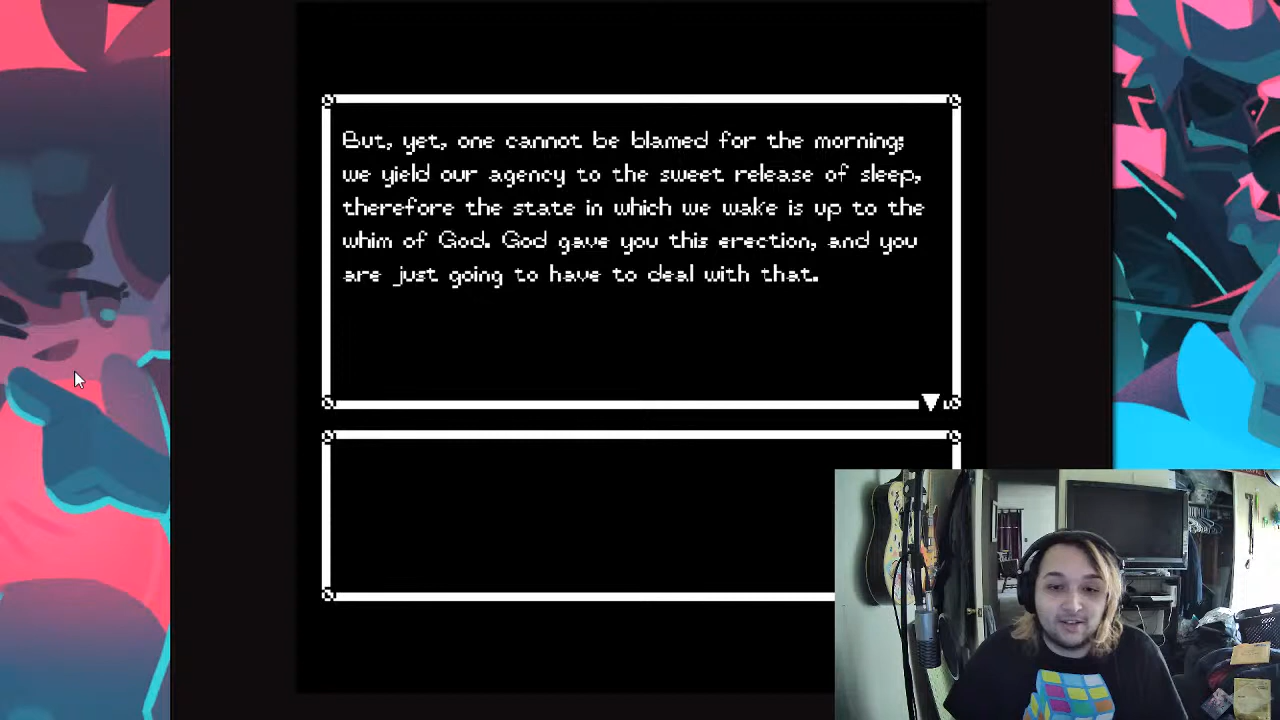 But, yet, one cannot be blamed for the morning;
we yield our agency to the sweet release of sleep,
therefore the state in which we wake is up to the
whim of God. God gave you this erection, and you
are just going to have to deal with that.